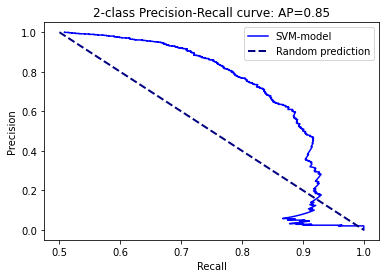 2-class Precision-Recall curve: AP=0.85
SVM-model
Random prediction
Precision
1.0
0.8
0.6
0.4
0.2
0.0
0.5
0.6
0.7
0.8
0.9
1.0
Recall